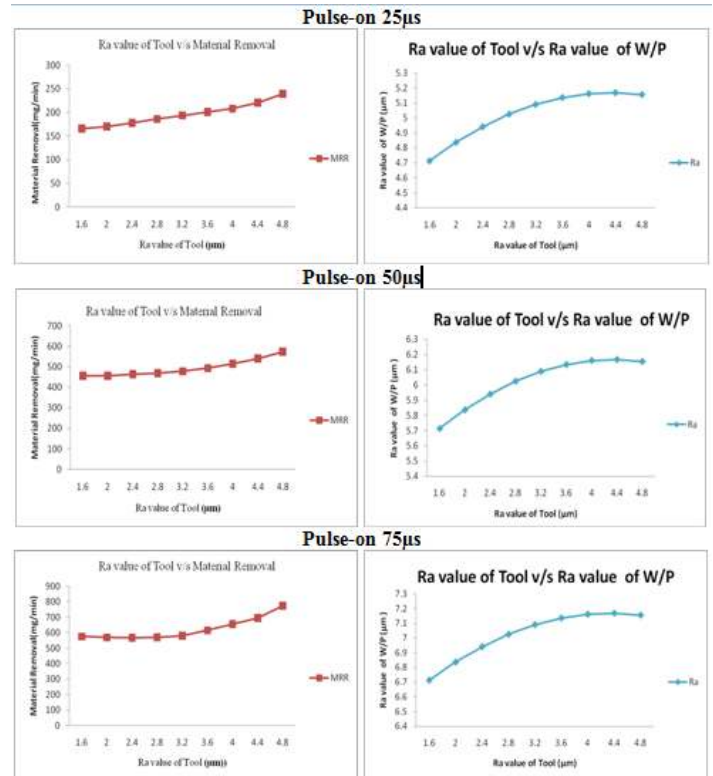 Pulse-on 25µs
Ra value of Tool v/s Material Removal
Material Removal(mg/min)
300
250
200
150
100
50
0
1.6 2 2.4 2.8 3.2 3.6 4 4.4 4.8
Ra value of Tool (µm)
MRR
Ra value of Tool v/s Ra value of W/P
Ra value of W/P (µm)
5.3
5.2
5.1
5
4.9
4.8
4.7
4.6
4.5
4.4
1.6 2 2.4 2.8 3.2 3.6 4 4.4 4.8
Ra value of Tool (µm)
Ra
Pulse-on 50µs
Ra value of Tool v/s Material Removal
Material Removal(mg/min)
700
600
500
400
300
200
100
0
1.6 2 2.4 2.8 3.2 3.6 4 4.4 4.8
Ra value of Tool (µm)
MRR
Ra value of Tool v/s Ra value of W/P
Ra value of W/P (µm)
6.3
6.2
6.1
6
5.9
5.8
5.7
5.6
5.5
5.4
1.6 2 2.4 2.8 3.2 3.6 4 4.4 4.8
Ra value of Tool (µm)
Ra
Pulse-on 75µs
Ra value of Tool v/s Material Removal
Material Removal(mg/min)
900
800
700
600
500
400
300
200
100
0
1.6 2 2.4 2.8 3.2 3.6 4 4.4 4.8
Ra value of Tool (µm))
MRR
Ra value of Tool v/s Ra value of W/P
Ra value of W/P (µm)
7.3
7.2
7.1
7
6.9
6.8
6.7
6.6
6.5
6.4
1.6 2 2.4 2.8 3.2 3.6 4 4.4 4.8
Ra value of Tool (µm)
Ra